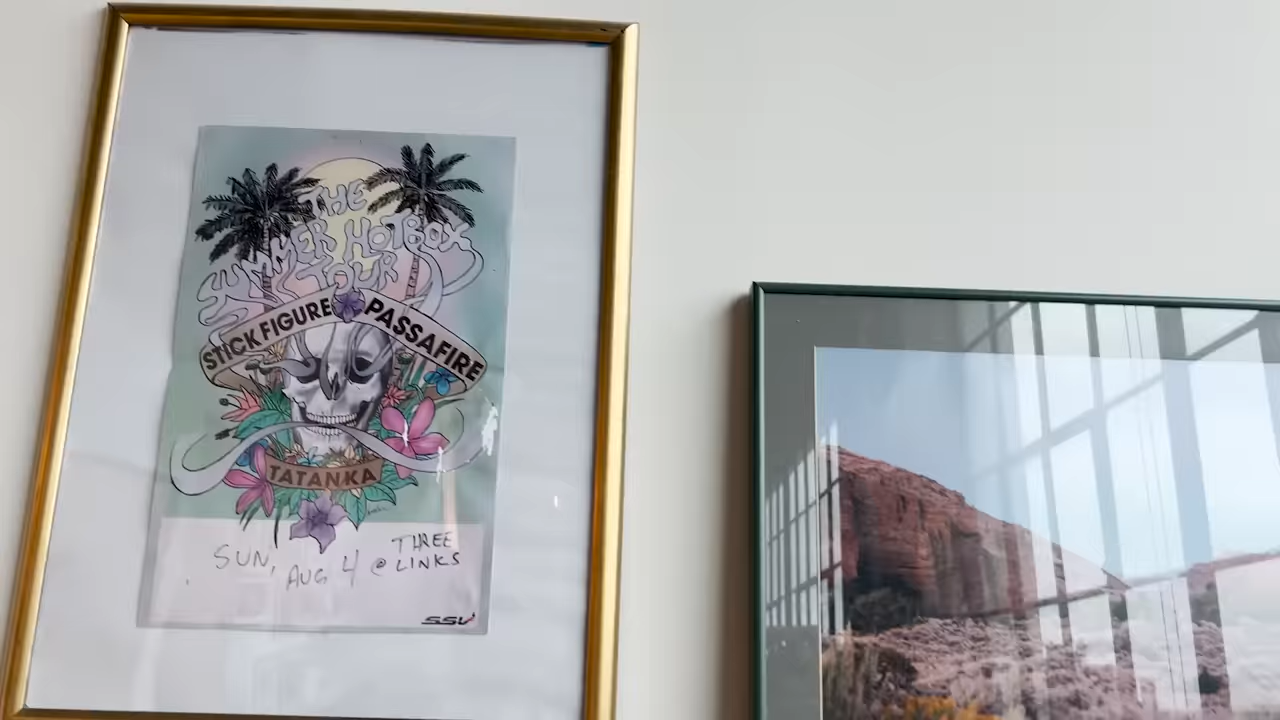 THE
SUMMER HOTBOX
TOUR
STICK FIGURE PASSAFIRE
TATANKA
SUN, AUG 4 @ THREE LINKS
SSV